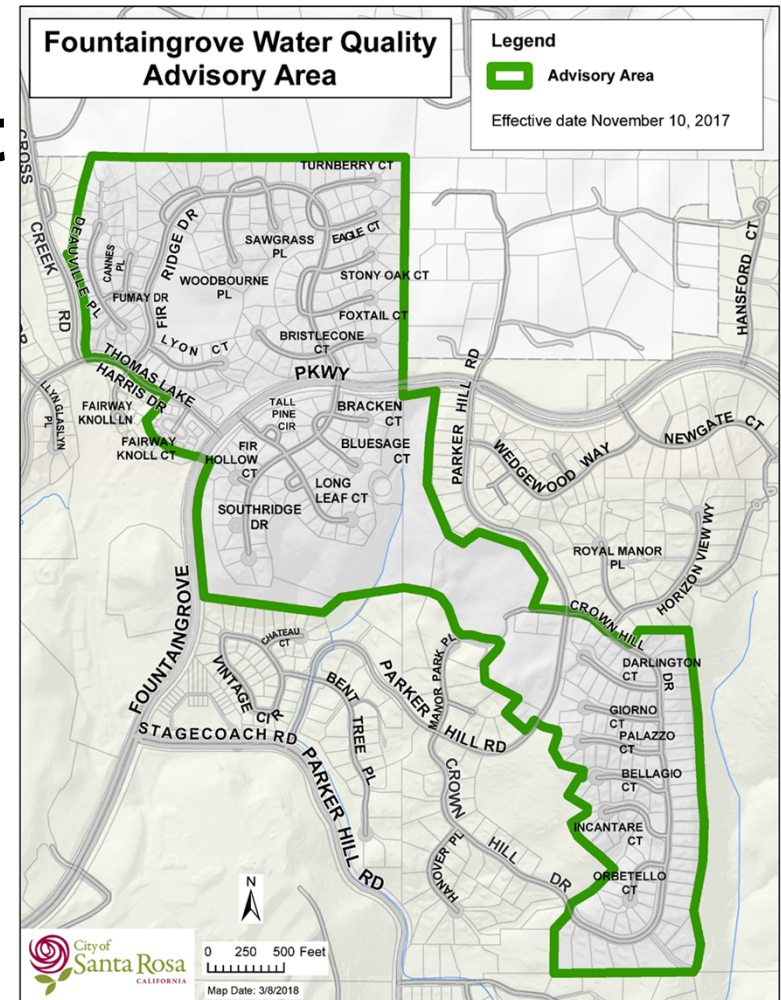 Fountaingrove Water Quality
Advisory Area
Legend
Advisory Area
Effective date November 10, 2017
t
CROSS
CREEK
RD
DEAUVILLE PL
CANNES
PL
FUMAY DR
FIR
RIDGE DR
TURNBERRY CT
SAWGRASS
PL
EAGLE CT
WOODBOURNE
PL
STONY OAK CT
FOXTAIL CT
BRISTLECONE
CT
LYON CT
PKWY
THOMAS LAKE
HARRIS DR
LLYN GLASLYN
PL
FAIRWAY
KNOLL LN
FAIRWAY
KNOLL CT
TALL
PINE
CIR
BRACKEN
CT
BLUESAGE
CT
FIR
HOLLOW
CT
LONG
LEAF CT
SOUTHRIDGE
DR
HANSFORD CT
PARKER HILL RD
WEDGEWOOD WAY
NEWGATE CT
ROYAL MANOR
PL
HORIZON VIEW WY
CROWN HILL
DR
DARLINGTON
CT
GIORNO
CT
PALAZZO
CT
BELLAGIO
CT
INCANTARE
CT
ORBETELLO
CT
FOUNTAINGROVE
CHATEAU
CT
VINTAGE CIR
BENT
TREE PL
PARKER
HILL RD
MANOR PARK PL
STAGECOACH RD
PARKER HILL RD
CROWN
HILL
DR
HANOVER PL
N
City of
Santa Rosa
CALIFORNIA
0 250 500 Feet
Map Date: 3/8/2018